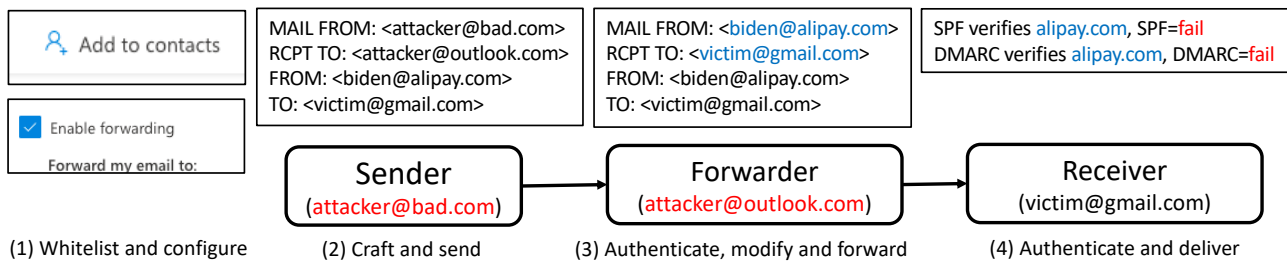 Add to contacts
Enable forwarding
Forward my email to:
(1) Whitelist and configure
MAIL FROM: <attacker@bad.com>
RCPT TO: <attacker@outlook.com>
FROM: <biden@alipay.com>
TO: <victim@gmail.com>
Sender
(attacker@bad.com)
(2) Craft and send
MAIL FROM: <biden@alipay.com>
RCPT TO: <victim@gmail.com>
FROM: <biden@alipay.com>
TO: <victim@gmail.com>
Forwarder
(attacker@outlook.com)
(3) Authenticate, modify and forward
SPF verifies alipay.com, SPF=fail
DMARC verifies alipay.com, DMARC=fail
Receiver
(victim@gmail.com)
(4) Authenticate and deliver